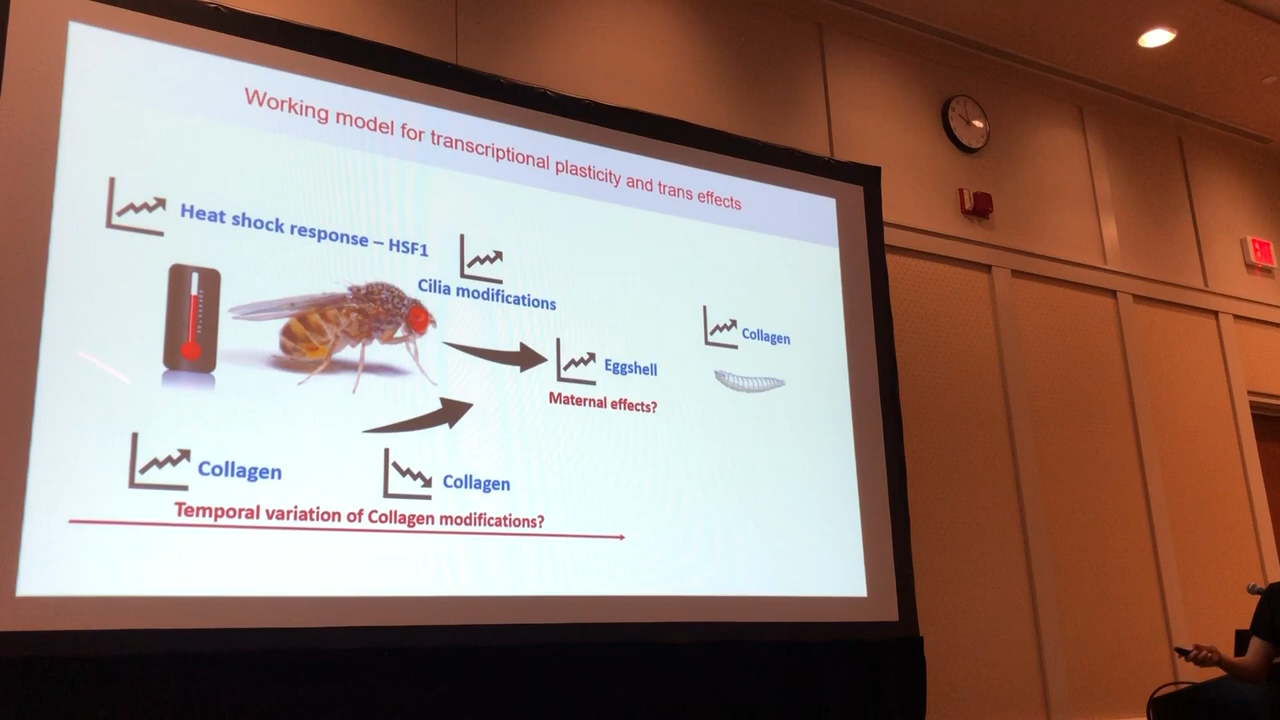 Working model for transcriptional plasticity and trans effects
Heat shock response – HSF1
Cilia modifications
Collagen
Eggshell
Maternal effects?
Collagen
Collagen
Temporal variation of Collagen modifications?